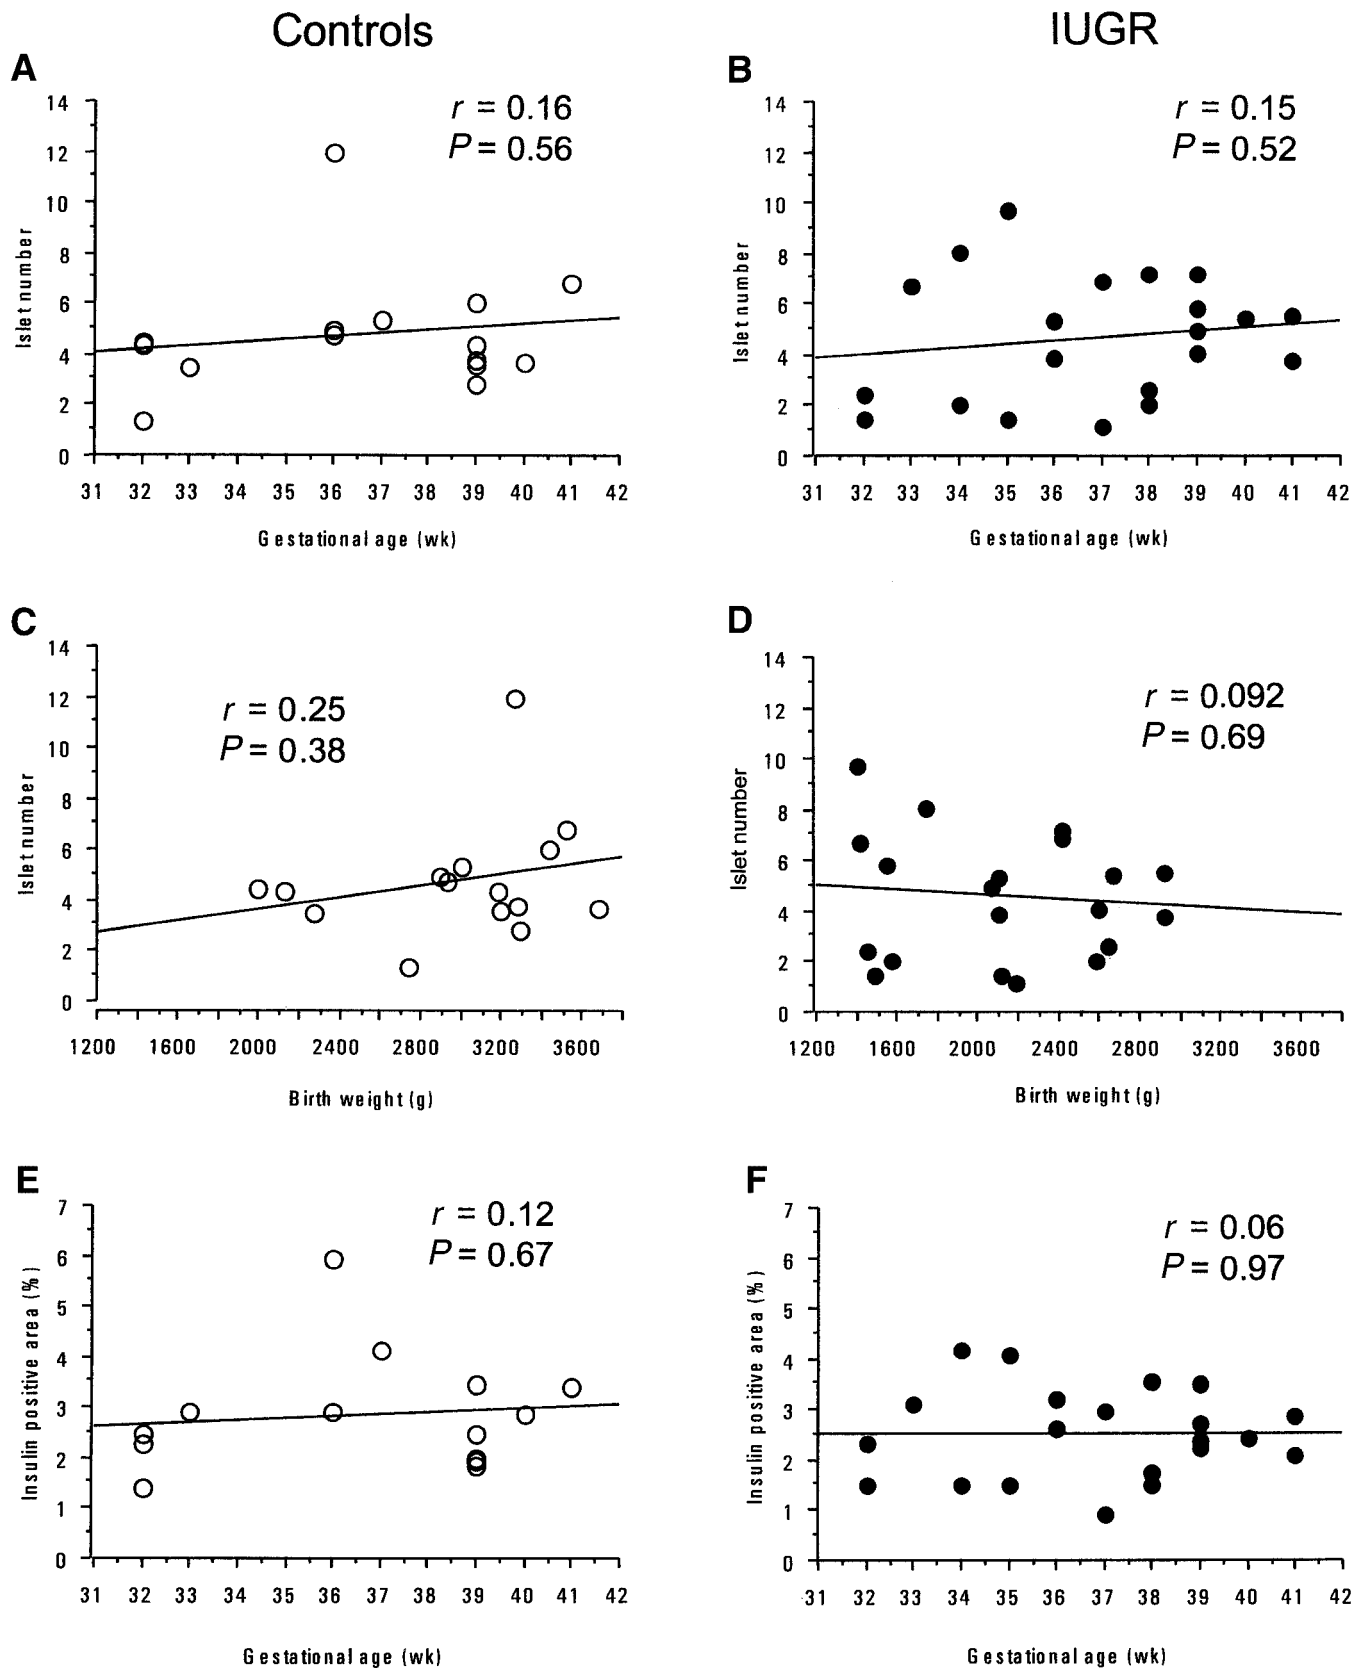 Controls
IUGR
A
r = 0.16
P = 0.56
14
12
10
8
6
4
2
0
Islet number
31 32 33 34 35 36 37 38 39 40 41 42
Gestational age (wk)
B
r = 0.15
P = 0.52
14
12
10
8
6
4
2
0
Islet number
31 32 33 34 35 36 37 38 39 40 41 42
Gestational age (wk)
C
r = 0.25
P = 0.38
14
12
10
8
6
4
2
0
Islet number
1200 1600 2000 2400 2800 3200 3600
Birth weight (g)
D
r = 0.092
P = 0.69
14
12
10
8
6
4
2
0
Islet number
1200 1600 2000 2400 2800 3200 3600
Birth weight (g)
E
r = 0.12
P = 0.67
7
6
5
4
3
2
1
0
Insulin positive area (%)
31 32 33 34 35 36 37 38 39 40 41 42
Gestational age (wk)
F
r = 0.06
P = 0.97
7
6
5
4
3
2
1
0
Insulin positive area (%)
31 32 33 34 35 36 37 38 39 40 41 42
Gestational age (wk)